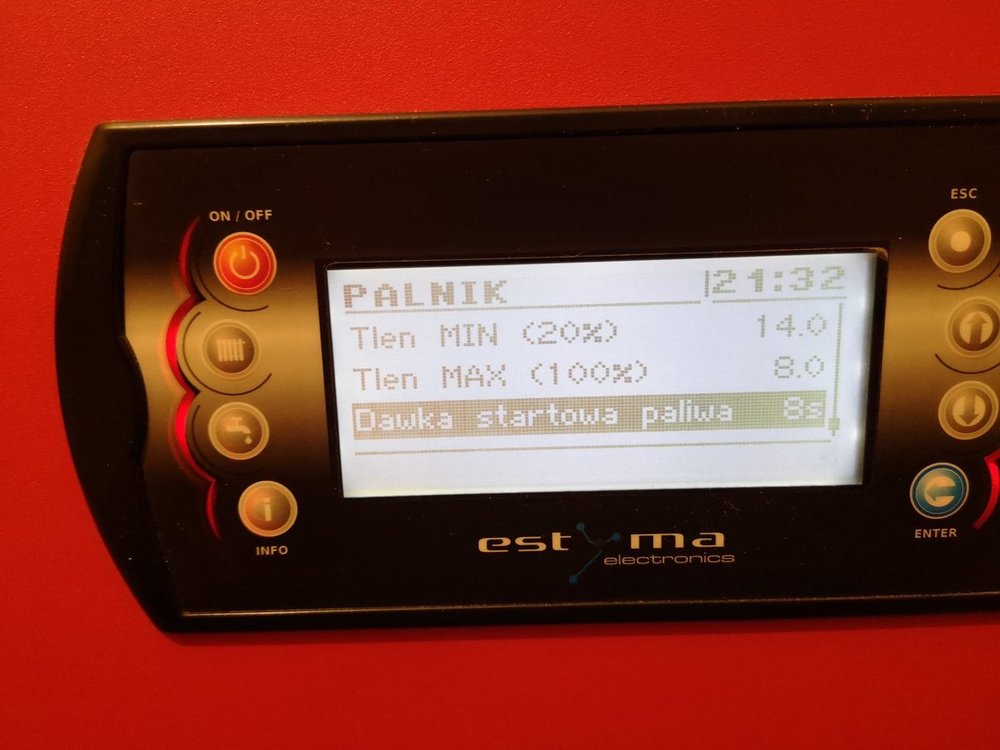 ON / OFF
ESC
PALNIK 21:32
Tlen MIN (20%) 14.0
Tlen MAX (100%) 8.0
Dawka startowa paliwa 8s
INFO
ENTER
estyma
electronics